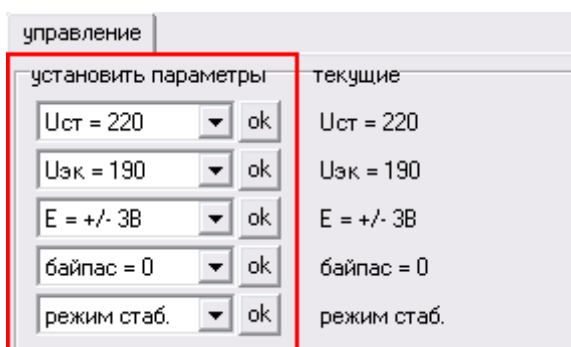 управление
установить параметры текущие
Uст = 220 ok Uст = 220
Uэк = 190 ok Uэк = 190
E = +/- 3В ok E = +/- 3В
байпас = 0 ok байпас = 0
режим стаб. ok режим стаб.